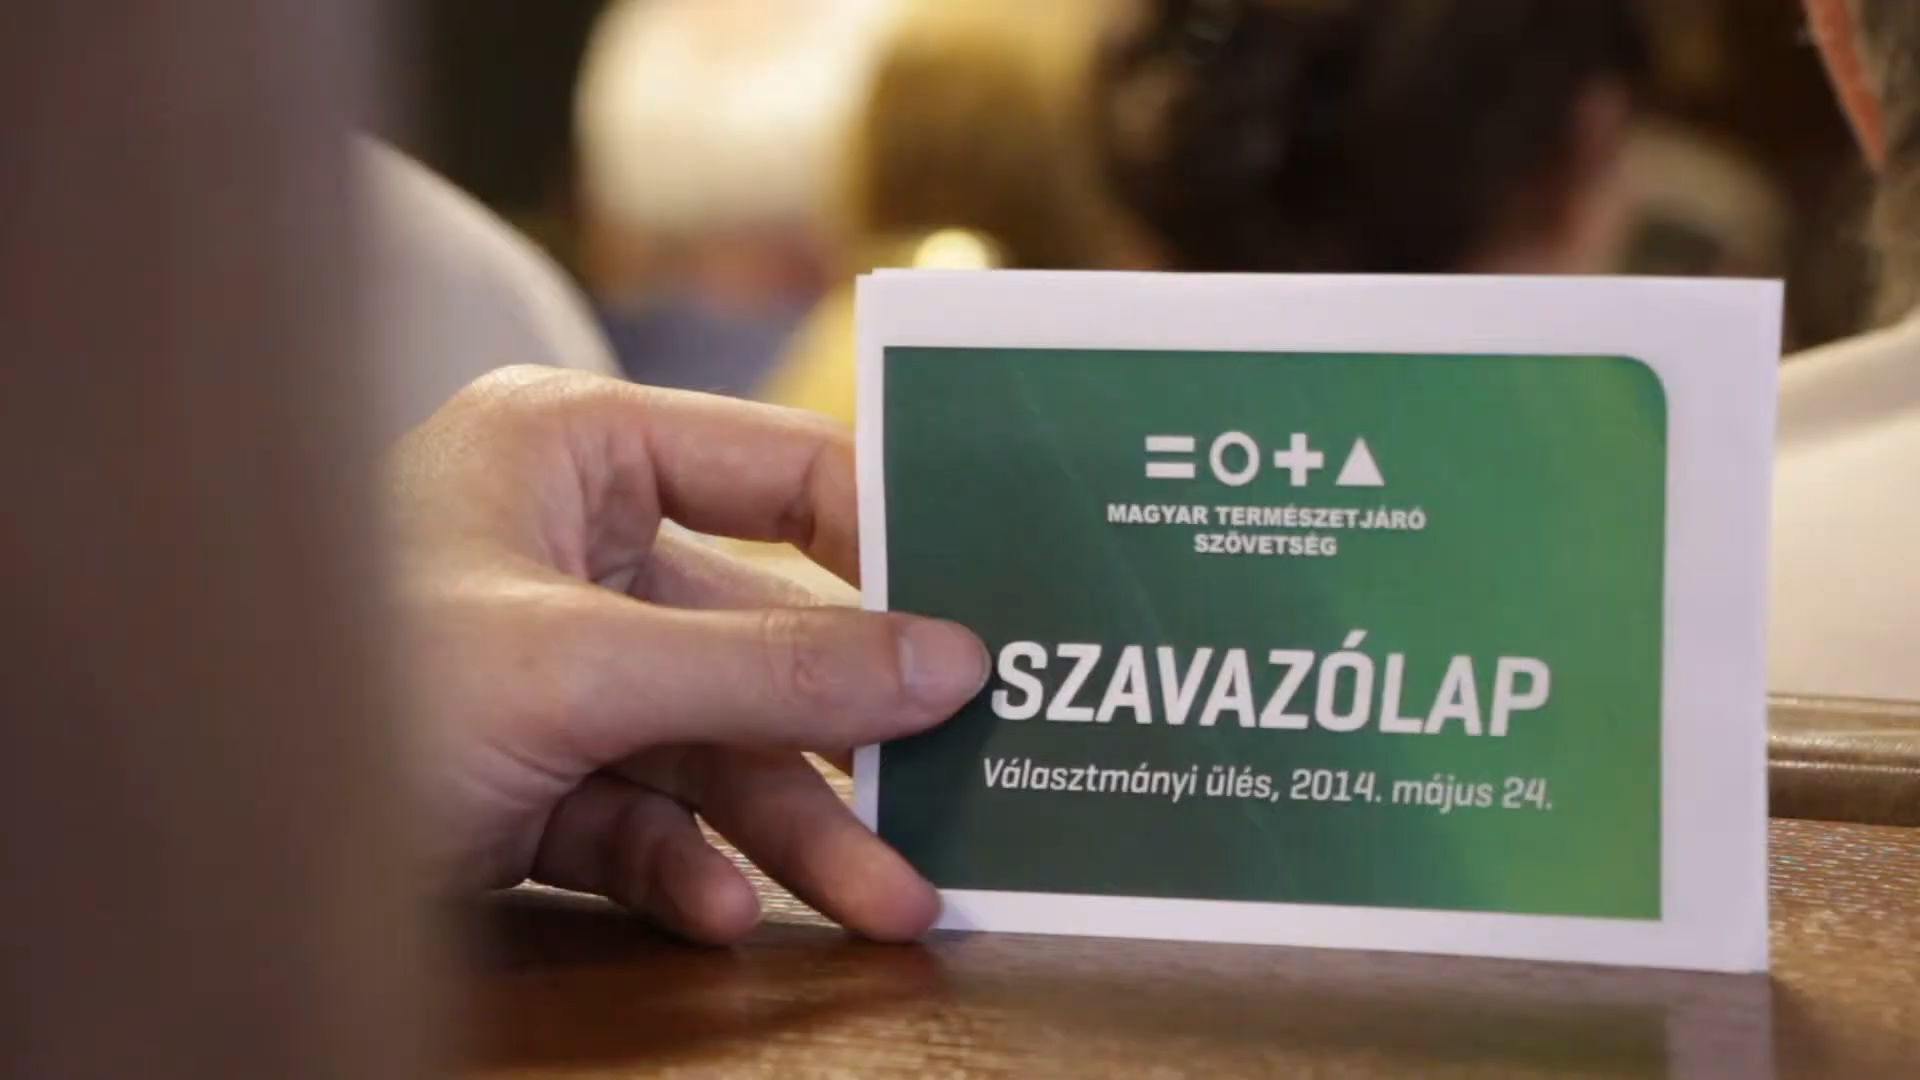 MAGYAR TERMÉSZETJÁRÓ
SZÖVETSÉG
SZAVAZÓLAP
Választmányi ülés, 2014. május 24.